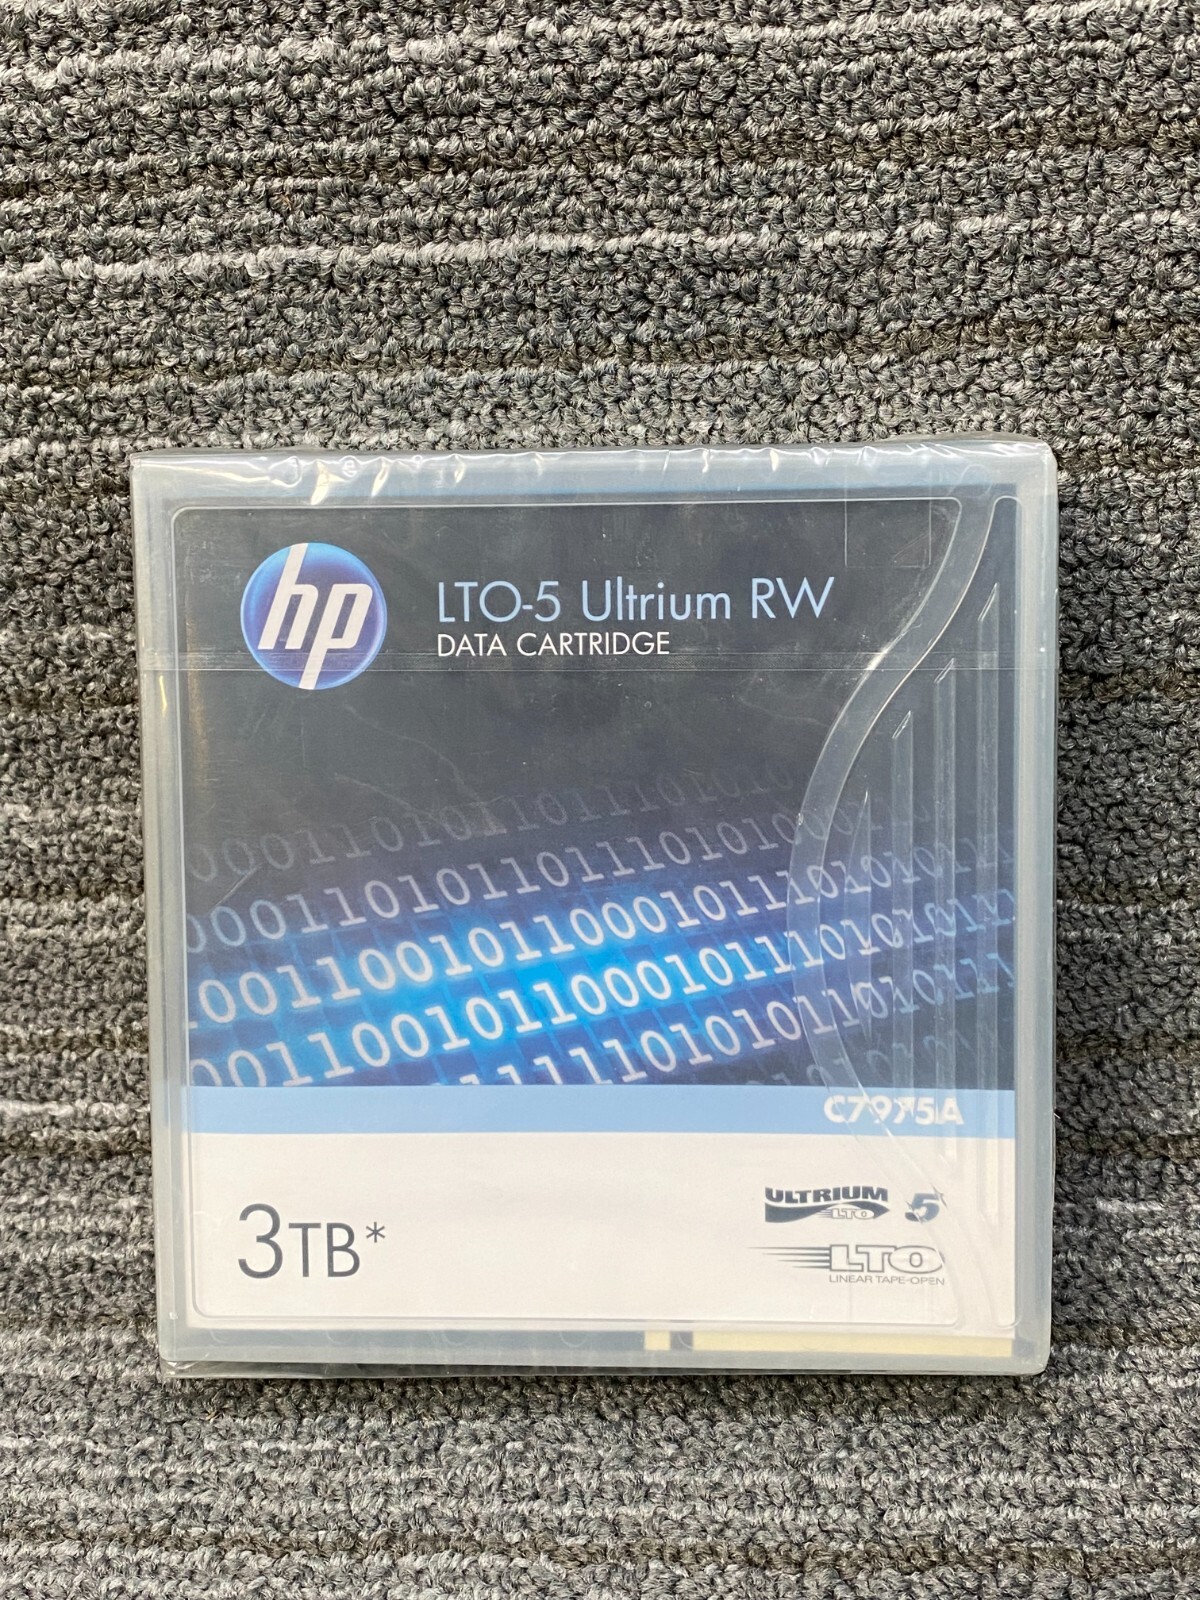 hp
LTO-5 Ultrium RW
DATA CARTRIDGE
C7975A
3TB*
ULTRIUM
LTO
5
LTO
LINEAR TAPE-OPEN